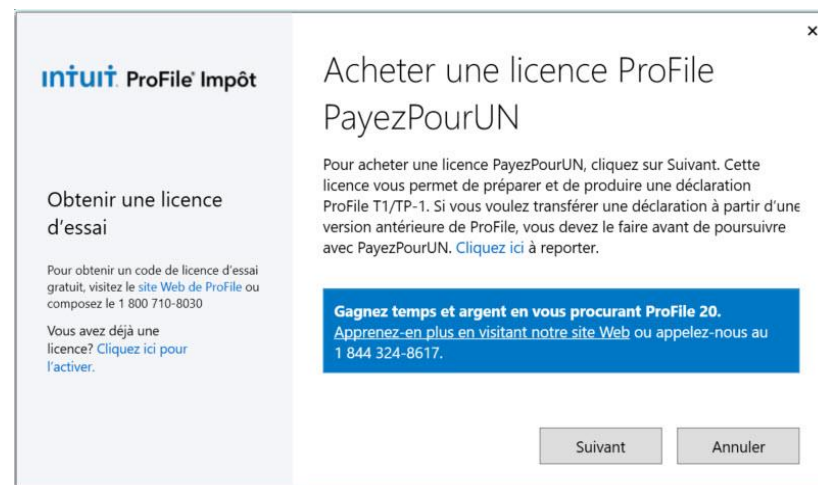 ×
ıntuıt ProFile® Impôt
Obtenir une licence
d'essai
Pour obtenir un code de licence d'essai
gratuit, visitez le site Web de ProFile ou
composez le 1 800 710-8030
Vous avez déjà une
licence? Cliquez ici pour
l'activer.
Acheter une licence ProFile
PayezPourUN
Pour acheter une licence PayezPourUN, cliquez sur Suivant. Cette
licence vous permet de préparer et de produire une déclaration
ProFile T1/TP-1. Si vous voulez transférer une déclaration à partir d'une
version antérieure de ProFile, vous devez le faire avant de poursuivre
avec PayezPourUN. Cliquez ici à reporter.
Gagnez temps et argent en vous procurant ProFile 20.
Apprenez-en plus en visitant notre site Web ou appelez-nous au
1 844 324-8617.
Suivant
Annuler